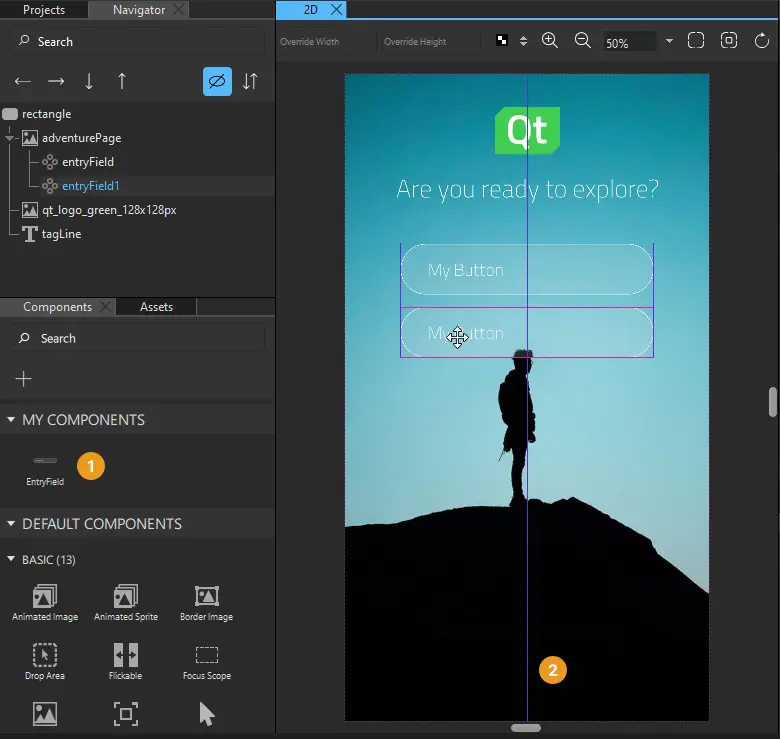 Projects
Navigator
2D
Search
Override Width
Override Height
50%
rectangle
adventurePage
entryField
entryField1
qt_logo_green_128x128px
tagLine
Qt
Are you ready to explore?
My Button
My Button
Components
Assets
Search
MY COMPONENTS
EntryField
1
DEFAULT COMPONENTS
BASIC (13)
Animated Image
Animated Sprite
Border Image
Drop Area
Flickable
Focus Scope
2